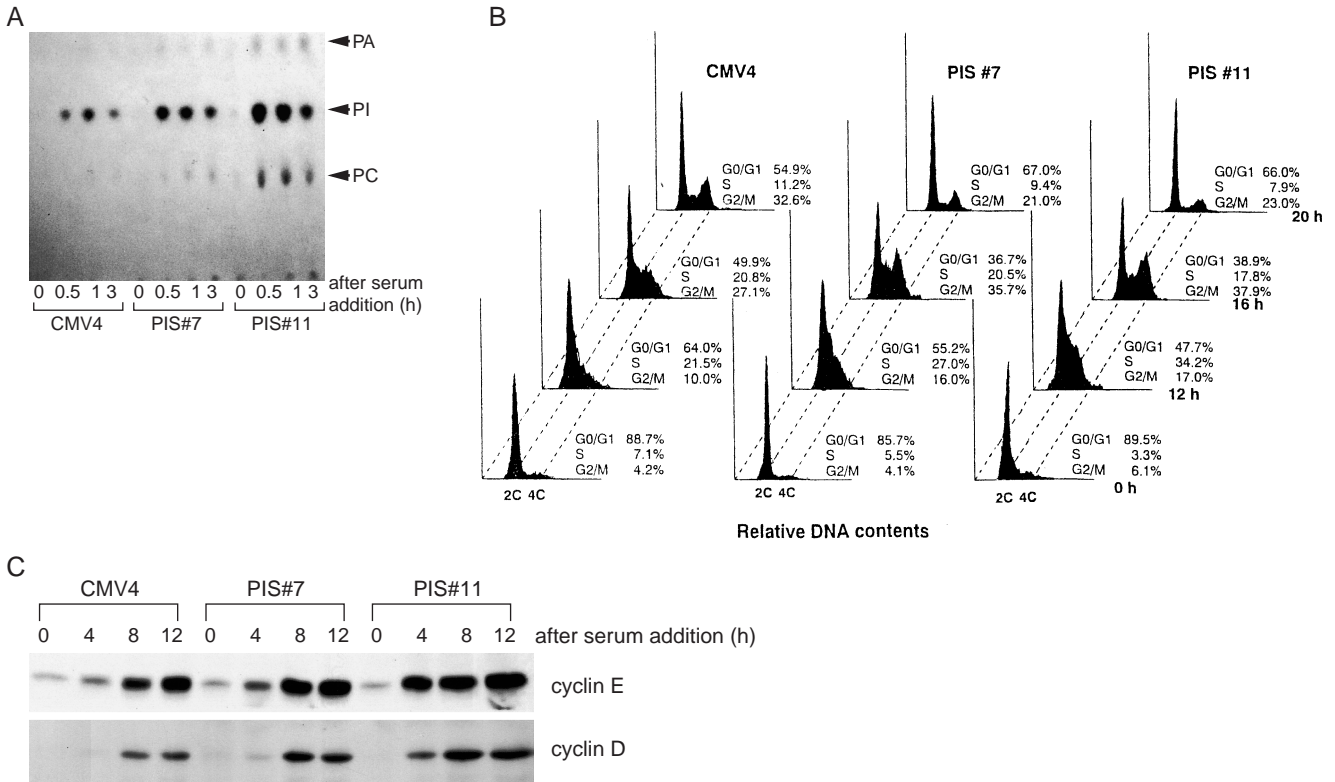 A
PA
PI
PC
0 0.5 1 3 0 0.5 1 3 0 0.5 1 3
after serum addition (h)
CMV4 PIS#7 PIS#11
B
CMV4 PIS #7 PIS #11
G0/G1 54.9% G0/G1 67.0% G0/G1 66.0%
S 11.2% S 9.4% S 7.9%
G2/M 32.6% G2/M 21.0% G2/M 23.0%
20 h
G0/G1 49.9% G0/G1 36.7% G0/G1 38.9%
S 20.8% S 20.5% S 17.8%
G2/M 27.1% G2/M 35.7% G2/M 37.9%
16 h
G0/G1 64.0% G0/G1 55.2% G0/G1 47.7%
S 21.5% S 27.0% S 34.2%
G2/M 10.0% G2/M 16.0% G2/M 17.0%
12 h
G0/G1 88.7% G0/G1 85.7% G0/G1 89.5%
S 7.1% S 5.5% S 3.3%
G2/M 4.2% G2/M 4.1% G2/M 6.1%
0 h
2C 4C 2C 4C 2C 4C
Relative DNA contents
C
CMV4 PIS#7 PIS#11
0 4 8 12 0 4 8 12 0 4 8 12 after serum addition (h)
cyclin E
cyclin D